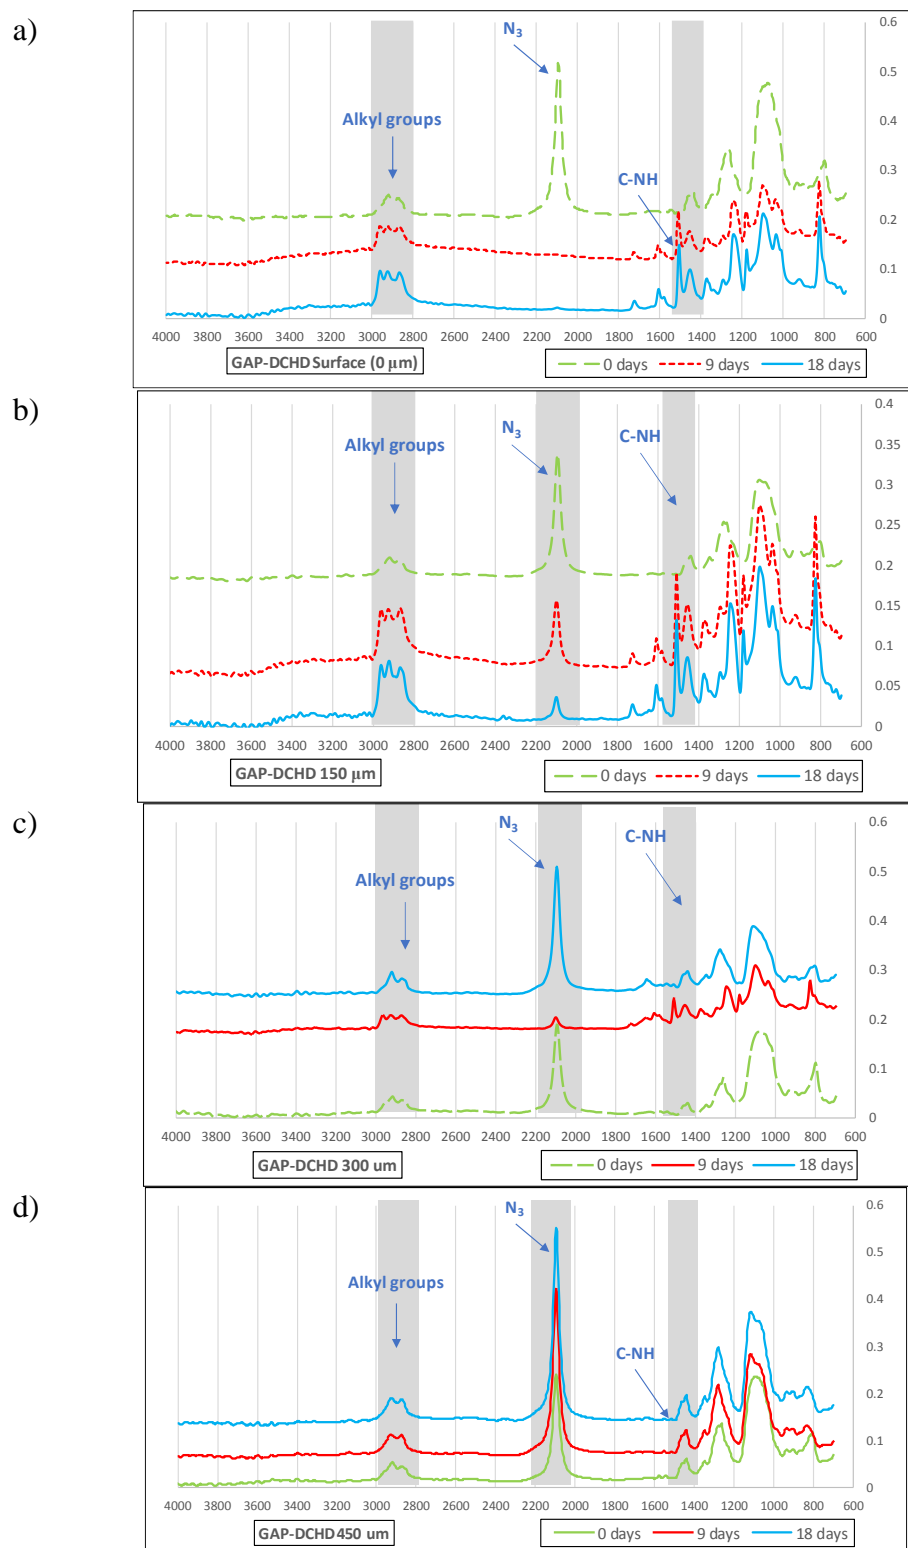 a)
N3
Alkyl groups
C-NH
0.6
0.5
0.4
0.3
0.2
0.1
0
4000 3800 3600 3400 3200 3000 2800 2600 2400 2200 2000 1800 1600 1400 1200 1000 800 600
GAP-DCHD Surface (0 µm)
0 days 9 days 18 days
b)
N3
Alkyl groups
C-NH
0.4
0.35
0.3
0.25
0.2
0.15
0.1
0.05
0
4000 3800 3600 3400 3200 3000 2800 2600 2400 2200 2000 1800 1600 1400 1200 1000 800 600
GAP-DCHD 150 µm
0 days 9 days 18 days
c)
N3
C-NH
Alkyl groups
0.6
0.5
0.4
0.3
0.2
0.1
0
4000 3800 3600 3400 3200 3000 2800 2600 2400 2200 2000 1800 1600 1400 1200 1000 800 600
GAP-DCHD 300 um
0 days 9 days 18 days
d)
N3
Alkyl groups
C-NH
0.6
0.5
0.4
0.3
0.2
0.1
0
4000 3800 3600 3400 3200 3000 2800 2600 2400 2200 2000 1800 1600 1400 1200 1000 800 600
GAP-DCHD 450 um
0 days 9 days 18 days